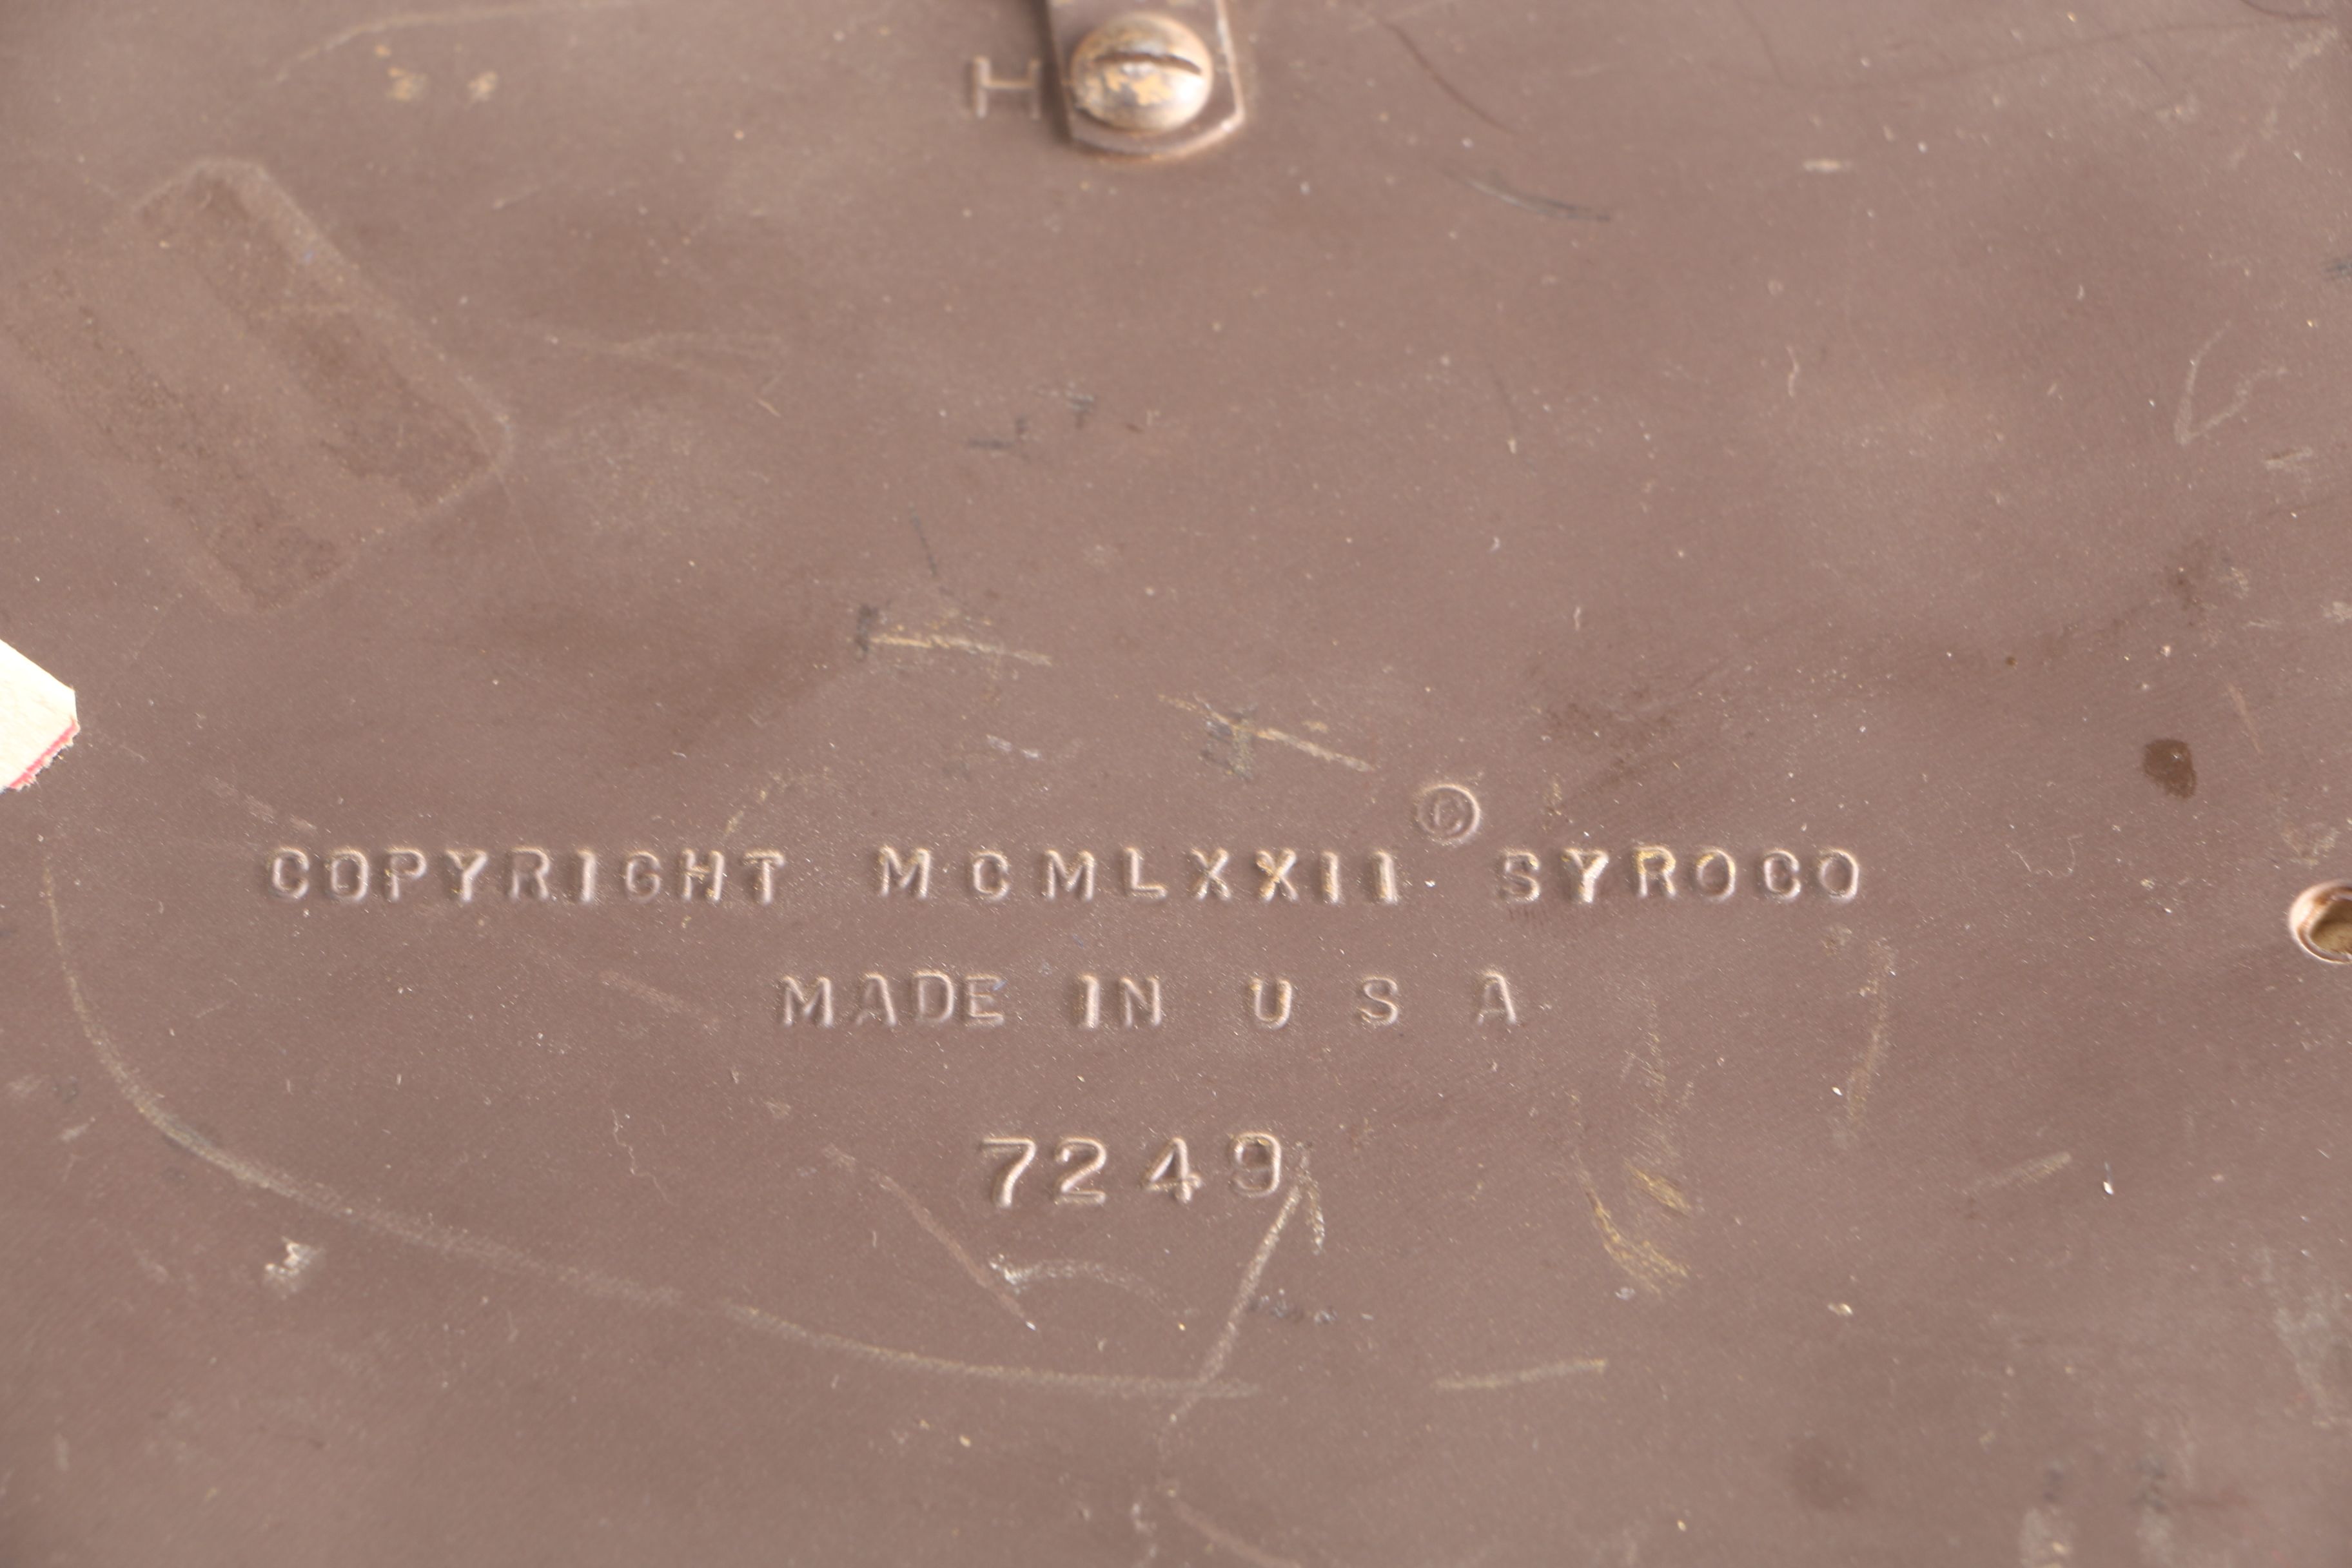 H
COPYRIGHT MCMLXXII © SYROCO
MADE IN U S A
7249